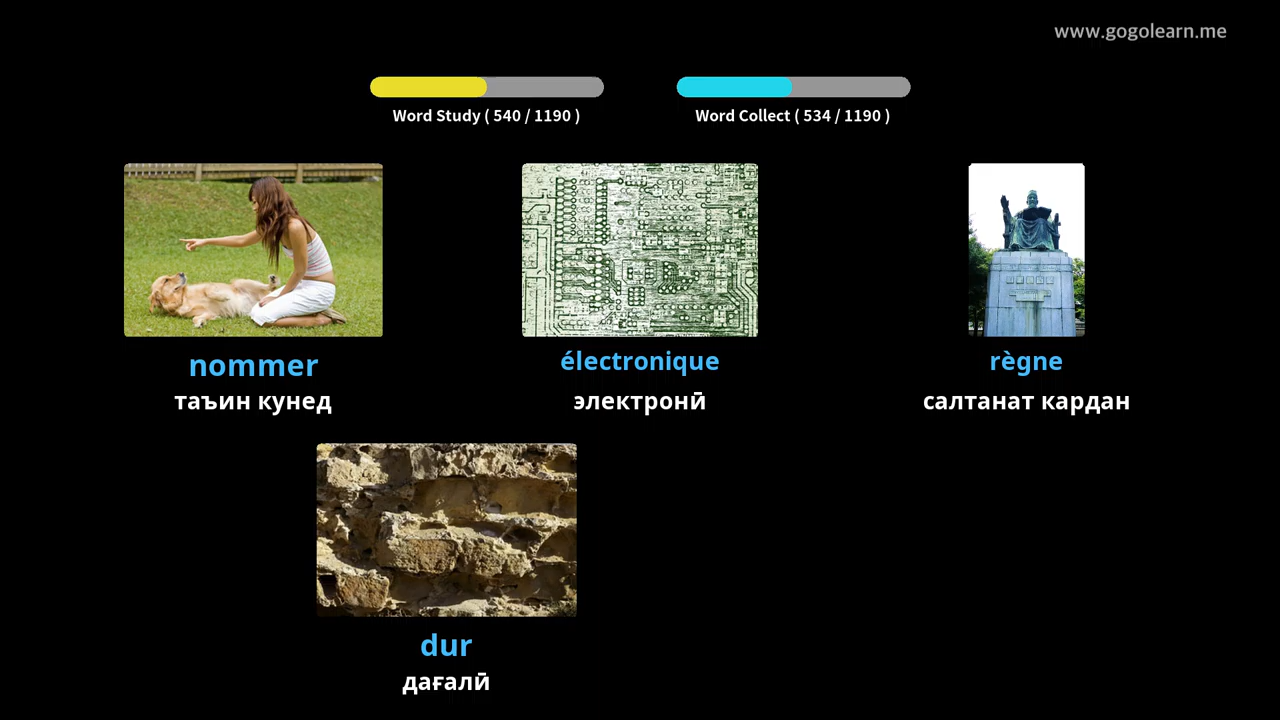 www.gogolearn.me
Word Study ( 540 / 1190 )
Word Collect ( 534 / 1190 )
nommer
électronique
règne
таъин кунед
электронӣ
салтанат кардан
dur
дағалӣ